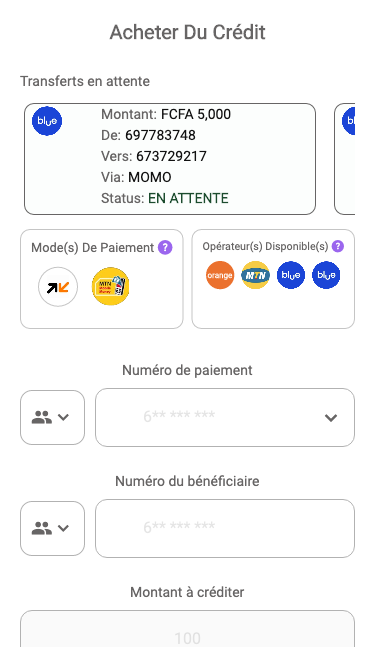 Acheter Du Crédit
Transferts en attente
blue
Montant: FCFA 5,000
De: 697783748
Vers: 673729217
Via: MOMO
Status: EN ATTENTE
Mode(s) De Paiement ?
MTN
Mobile
Money
Opérateur(s) Disponible(s) ?
orange
MTN
blue
blue
Numéro de paiement
6** *** ***
Numéro du bénéficiaire
6** *** ***
Montant à créditer
100